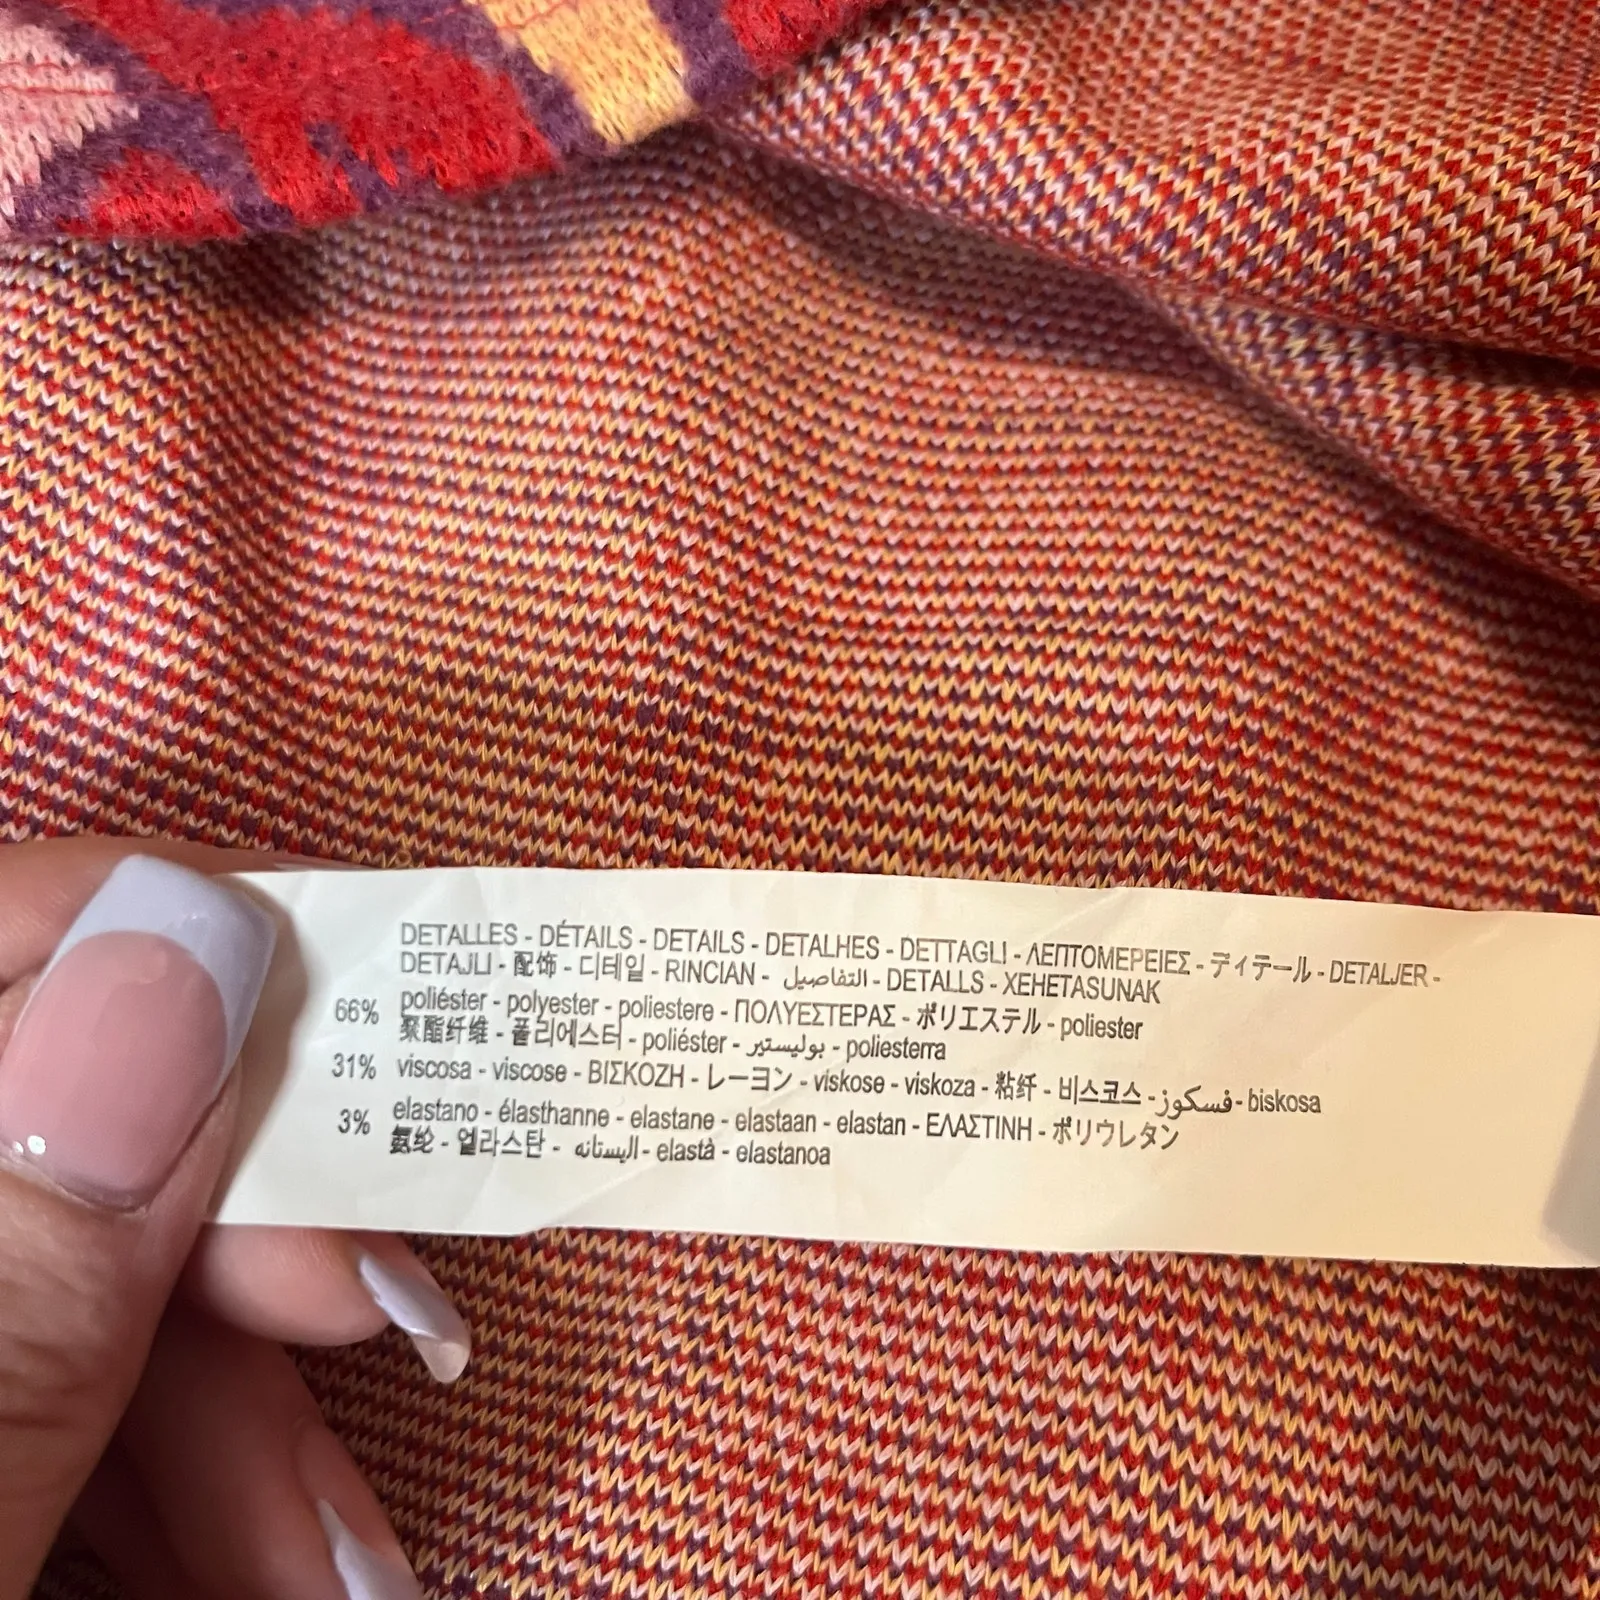 DETALLES - DÉTAILS - DETAILS - DETALHES - DETTAGLI - ΛΕΠΤΟΜΕΡΕΙΕΣ - ディテール - DETALJER -
DETAJLI - 配饰 - 디테일 - RINCIAN - التفاصيل - DETALLS - XEHETASUNAK
66% poliéster - polyester - poliestere - ΠΟΛΥΕΣΤΕΡΑΣ - ポリエステル - poliester
聚酯纤维 - 폴리에스터 - poliéster - بوليستير - poliesterra
31% viscosa - viscose - ΒΙΣΚΟΖΗ - レーヨン - viskose - viskoza - 粘纤 - 비스코스 - فسكوز - biskosa
3% elastano - élasthanne - elastane - elastaan - elastan - ΕΛΑΣΤΙΝΗ - ポリウレタン
氨纶 - 얼라스탄 - اليستانه - elastà - elastanoa